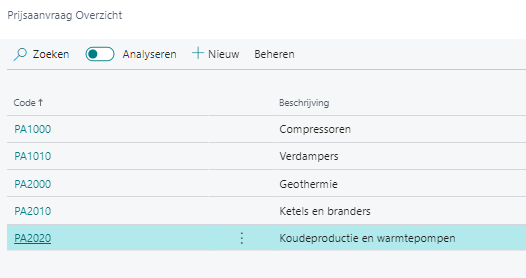 Prijsaanvraag Overzicht
Zoeken Analyseren Nieuw Beheren
Code ↑ Beschrijving
PA1000 Compressoren
PA1010 Verdampers
PA2000 Geothermie
PA2010 Ketels en branders
PA2020 Koudeproductie en warmtepompen